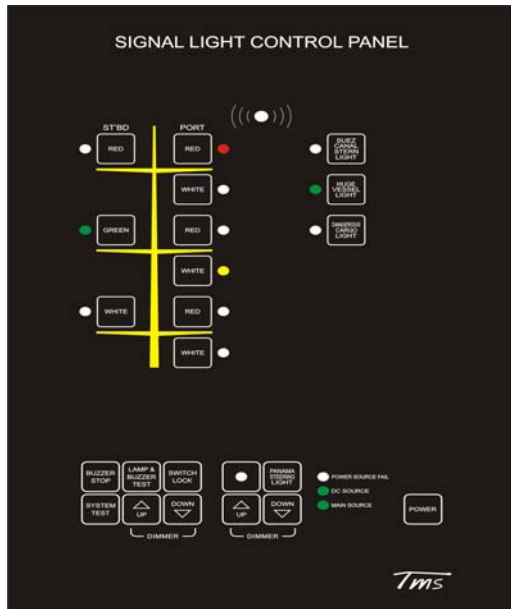 SIGNAL LIGHT CONTROL PANEL
ST'BD
PORT
RED
RED
SUEZ
CANAL
STERN
LIGHT
WHITE
HUGE
VESSEL
LIGHT
GREEN
RED
DANGEROUS
CARGO
LIGHT
WHITE
WHITE
RED
WHITE
BUZZER
STOP
LAMP &
BUZZER
TEST
SWITCH
LOCK
PANAMA
STEERING
LIGHT
POWER SOURCE FAIL
DC SOURCE
MAIN SOURCE
SYSTEM
TEST
UP
DOWN
UP
DOWN
POWER
DIMMER
DIMMER
Tms